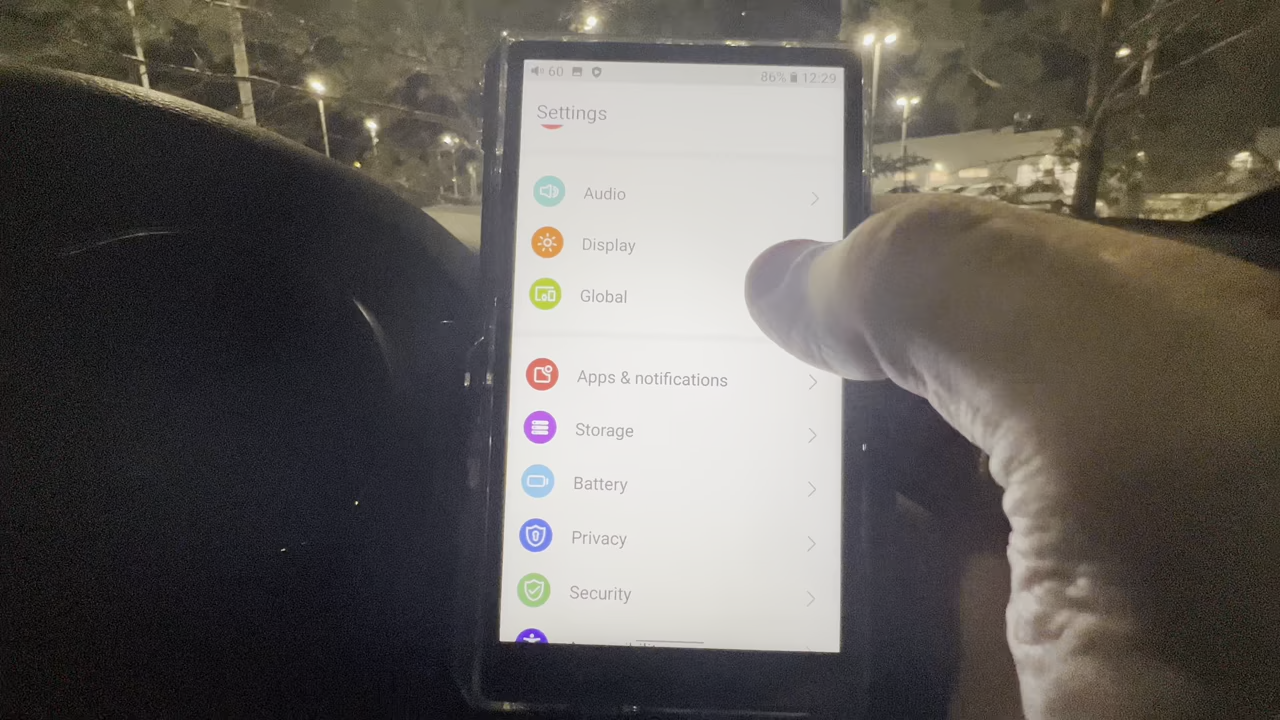 60 86% 12:29
Settings
Audio
Display
Global
Apps & notifications
Storage
Battery
Privacy
Security